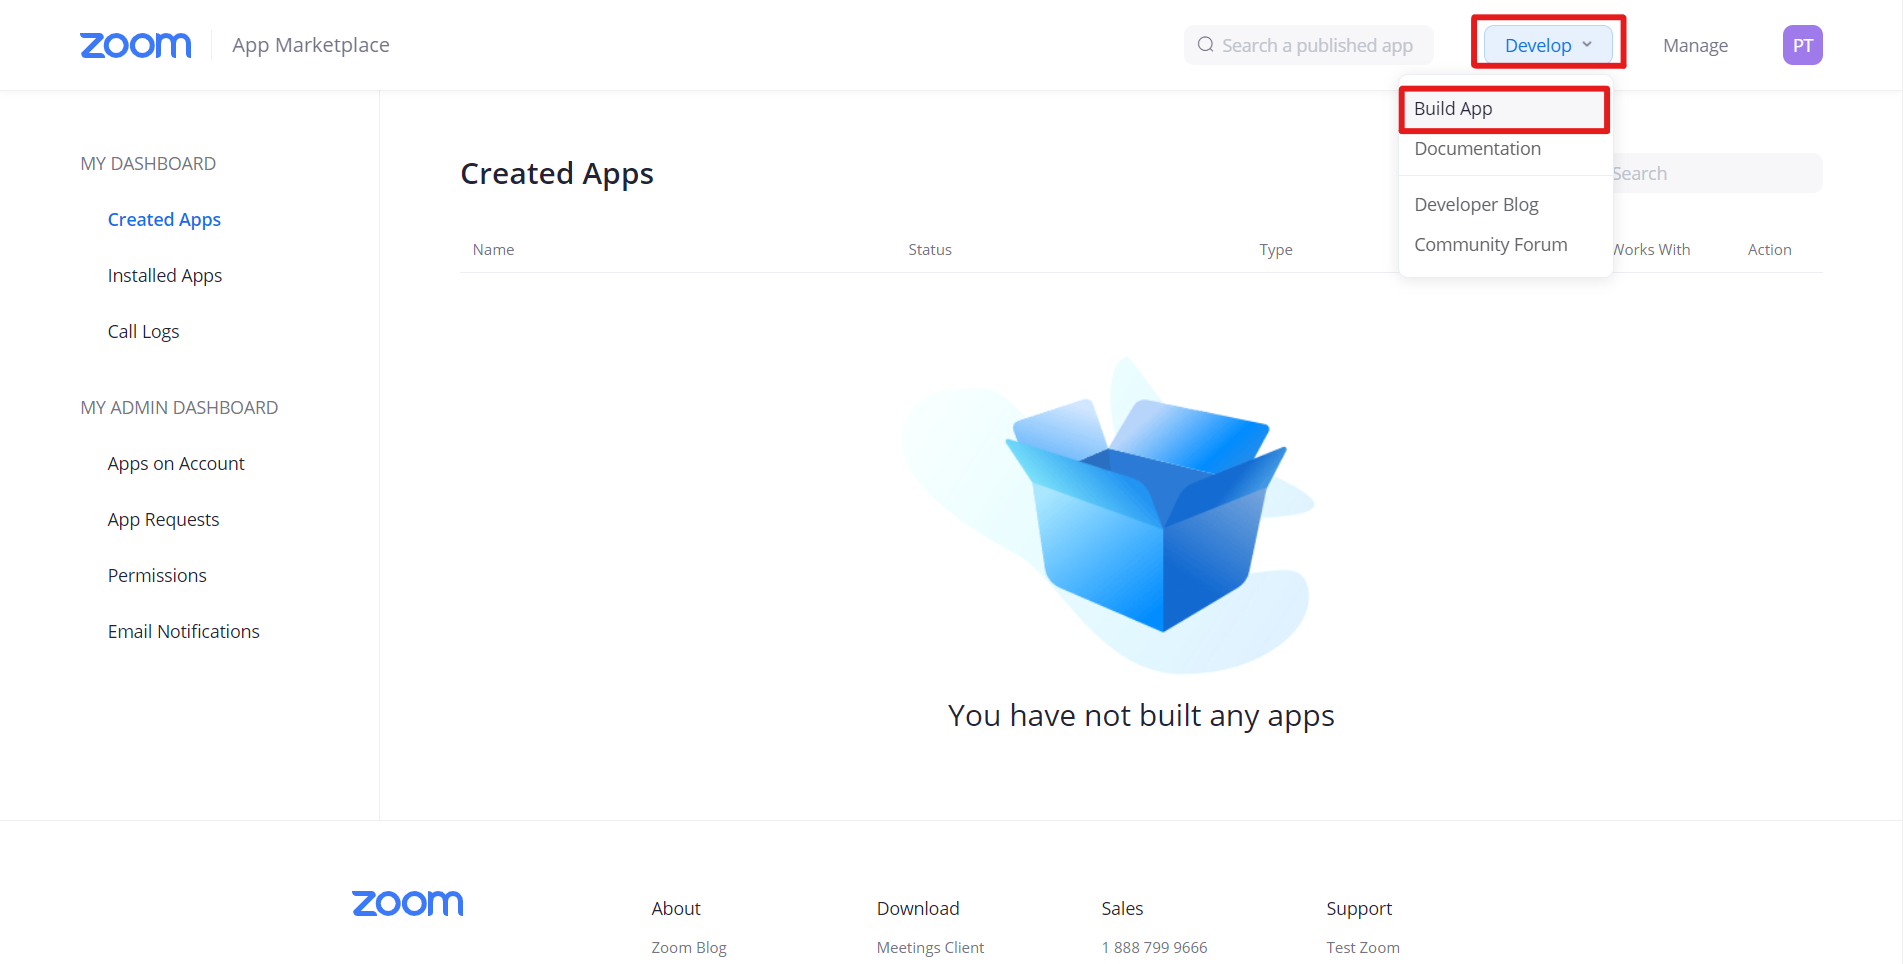 zoom App Marketplace Search a published app Develop Manage PT
Build App
Documentation
Developer Blog
Community Forum
MY DASHBOARD
Created Apps
Installed Apps
Call Logs
MY ADMIN DASHBOARD
Apps on Account
App Requests
Permissions
Email Notifications
Created Apps
Search
Name Status Type Works With Action
You have not built any apps
zoom
About Download Sales Support
Zoom Blog Meetings Client 1 888 799 9666 Test Zoom